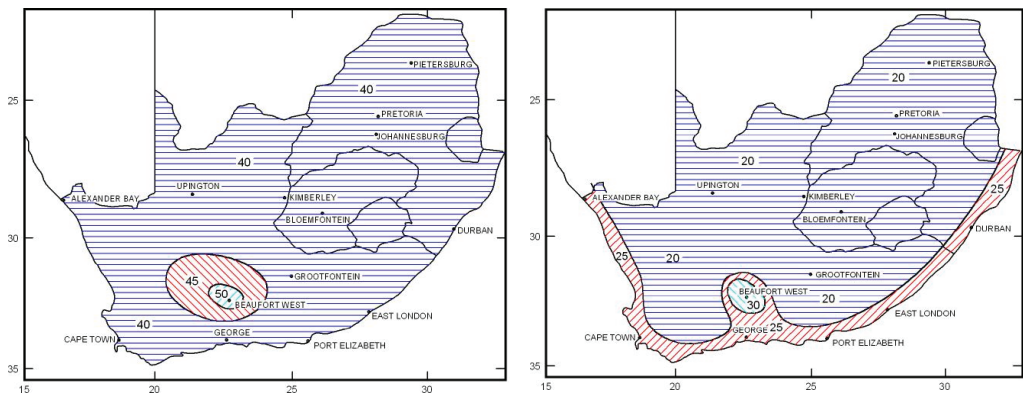 40
PIETERSBURG
25
PRETORIA
JOHANNESBURG
40
UPINGTON
KIMBERLEY
ALEXANDER BAY
BLOEMFONTEIN
DURBAN
30
45
GROOTFONTEIN
50
BEAUFORT WEST
EAST LONDON
40
GEORGE
CAPE TOWN
PORT ELIZABETH
35
15
20
25
30
20
PIETERSBURG
25
PRETORIA
JOHANNESBURG
20
25
UPINGTON
KIMBERLEY
ALEXANDER BAY
BLOEMFONTEIN
DURBAN
30
25
20
GROOTFONTEIN
BEAUFORT WEST
20
30
EAST LONDON
GEORGE
25
CAPE TOWN
PORT ELIZABETH
35
15
20
25
30